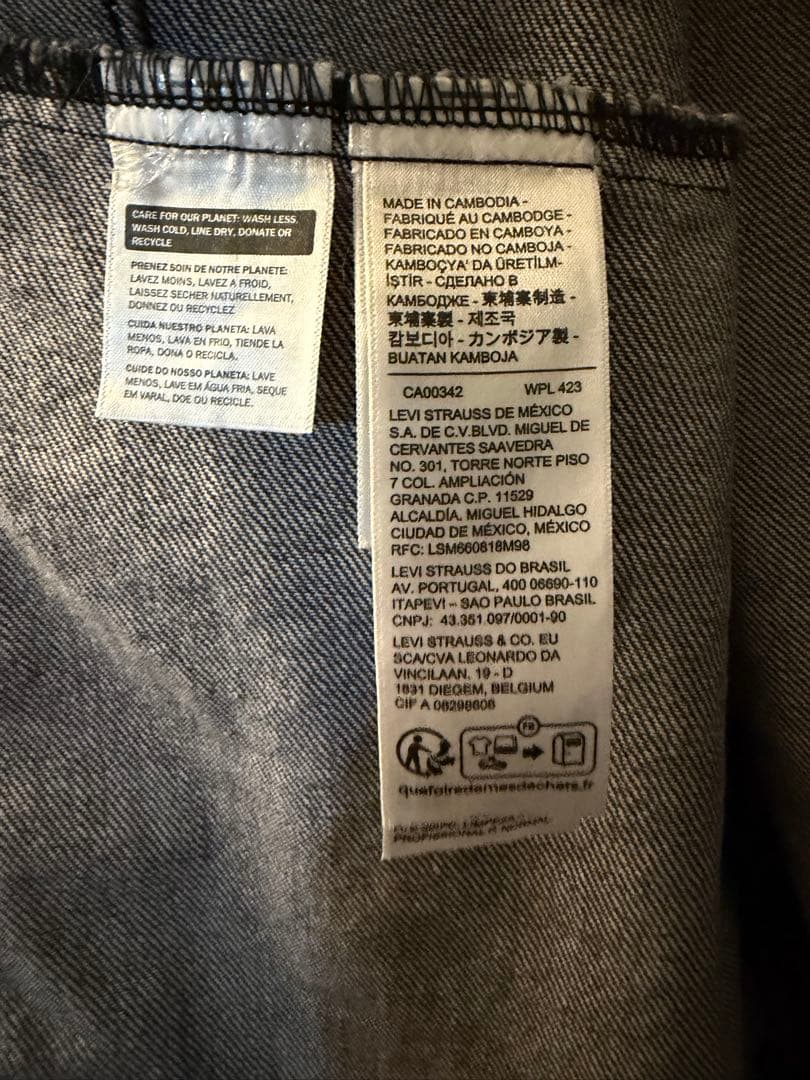 CARE FOR OUR PLANET: WASH LESS,
WASH COLD, LINE DRY, DONATE OR
RECYCLE
PRENEZ SOIN DE NOTRE PLANETE:
LAVEZ MOINS, LAVEZ A FROID,
LAISSEZ SECHER NATURELLEMENT,
DONNEZ OU RECYCLEZ
CUIDA NUESTRO PLANETA: LAVA
MENOS, LAVA EN FRIO, TIENDE LA
ROPA, DONA O RECICLA.
CUIDE DO NOSSO PLANETA: LAVE
MENOS, LAVE EM ÁGUA FRIA, SEQUE
EM VARAL, DOE OU RECICLE.
MADE IN CAMBODIA -
FABRIQUÉ AU CAMBODGE -
FABRICADO EN CAMBOYA -
FABRICADO NO CAMBOJA -
KAMBOÇYA' DA ÜRETİLM-
İŞTİR - СДЕЛАНО В
КАМБОДЖЕ - 柬埔寨制造 -
柬埔寨製 - 제조국
캄보디아 - カンボジア製 -
BUATAN KAMBOJA
CA00342 WPL 423
LEVI STRAUSS DE MÉXICO
S.A. DE C.V.BLVD. MIGUEL DE
CERVANTES SAAVEDRA
NO. 301, TORRE NORTE PISO
7 COL. AMPLIACIÓN
GRANADA C.P. 11529
ALCALDÍA. MIGUEL HIDALGO
CIUDAD DE MÉXICO, MÉXICO
RFC: LSM660618M98
LEVI STRAUSS DO BRASIL
AV. PORTUGAL, 400 06690-110
ITAPEVI - SAO PAULO BRASIL
CNPJ: 43.351.097/0001-90
LEVI STRAUSS & CO. EU
SCA/CVA LEONARDO DA
VINCILAAN. 19 - D
1831 DIEGEM, BELGIUM
CIF A 08298608
FR
quefairedemesdechets.fr
PROFISSIONAL A NORMAL